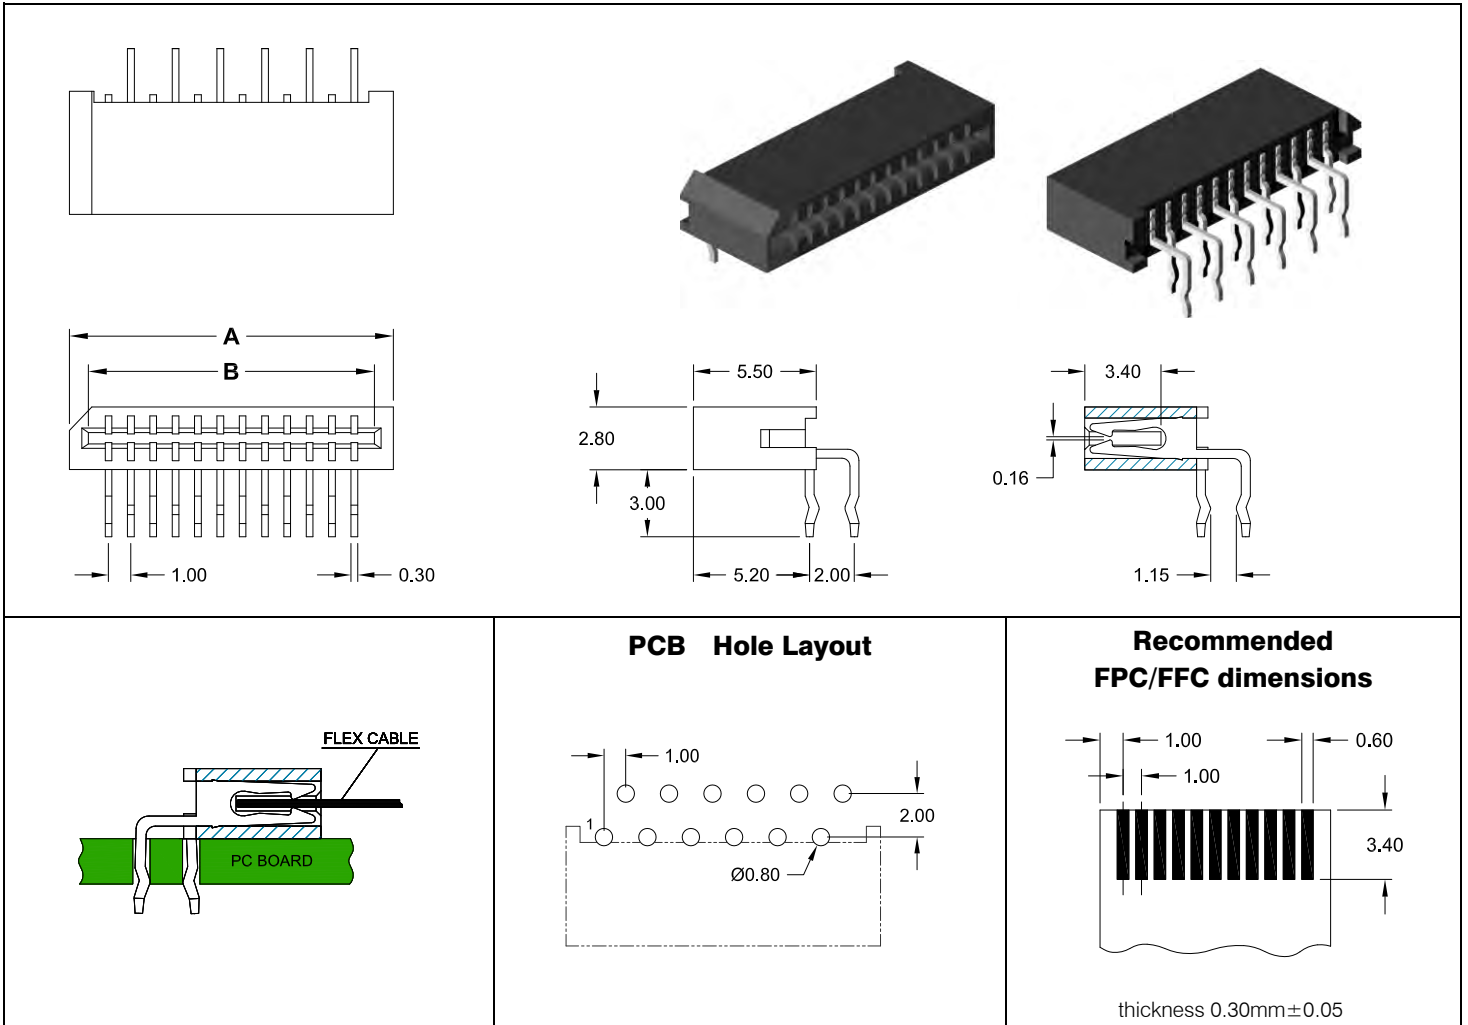 A
B
1.00
0.30
5.50
2.80
3.00
5.20
2.00
3.40
0.16
1.15
FLEX CABLE
PC BOARD
PCB Hole Layout
1.00
1
2.00
Ø0.80
Recommended
FPC/FFC dimensions
1.00
0.60
1.00
3.40
thickness 0.30mm±0.05